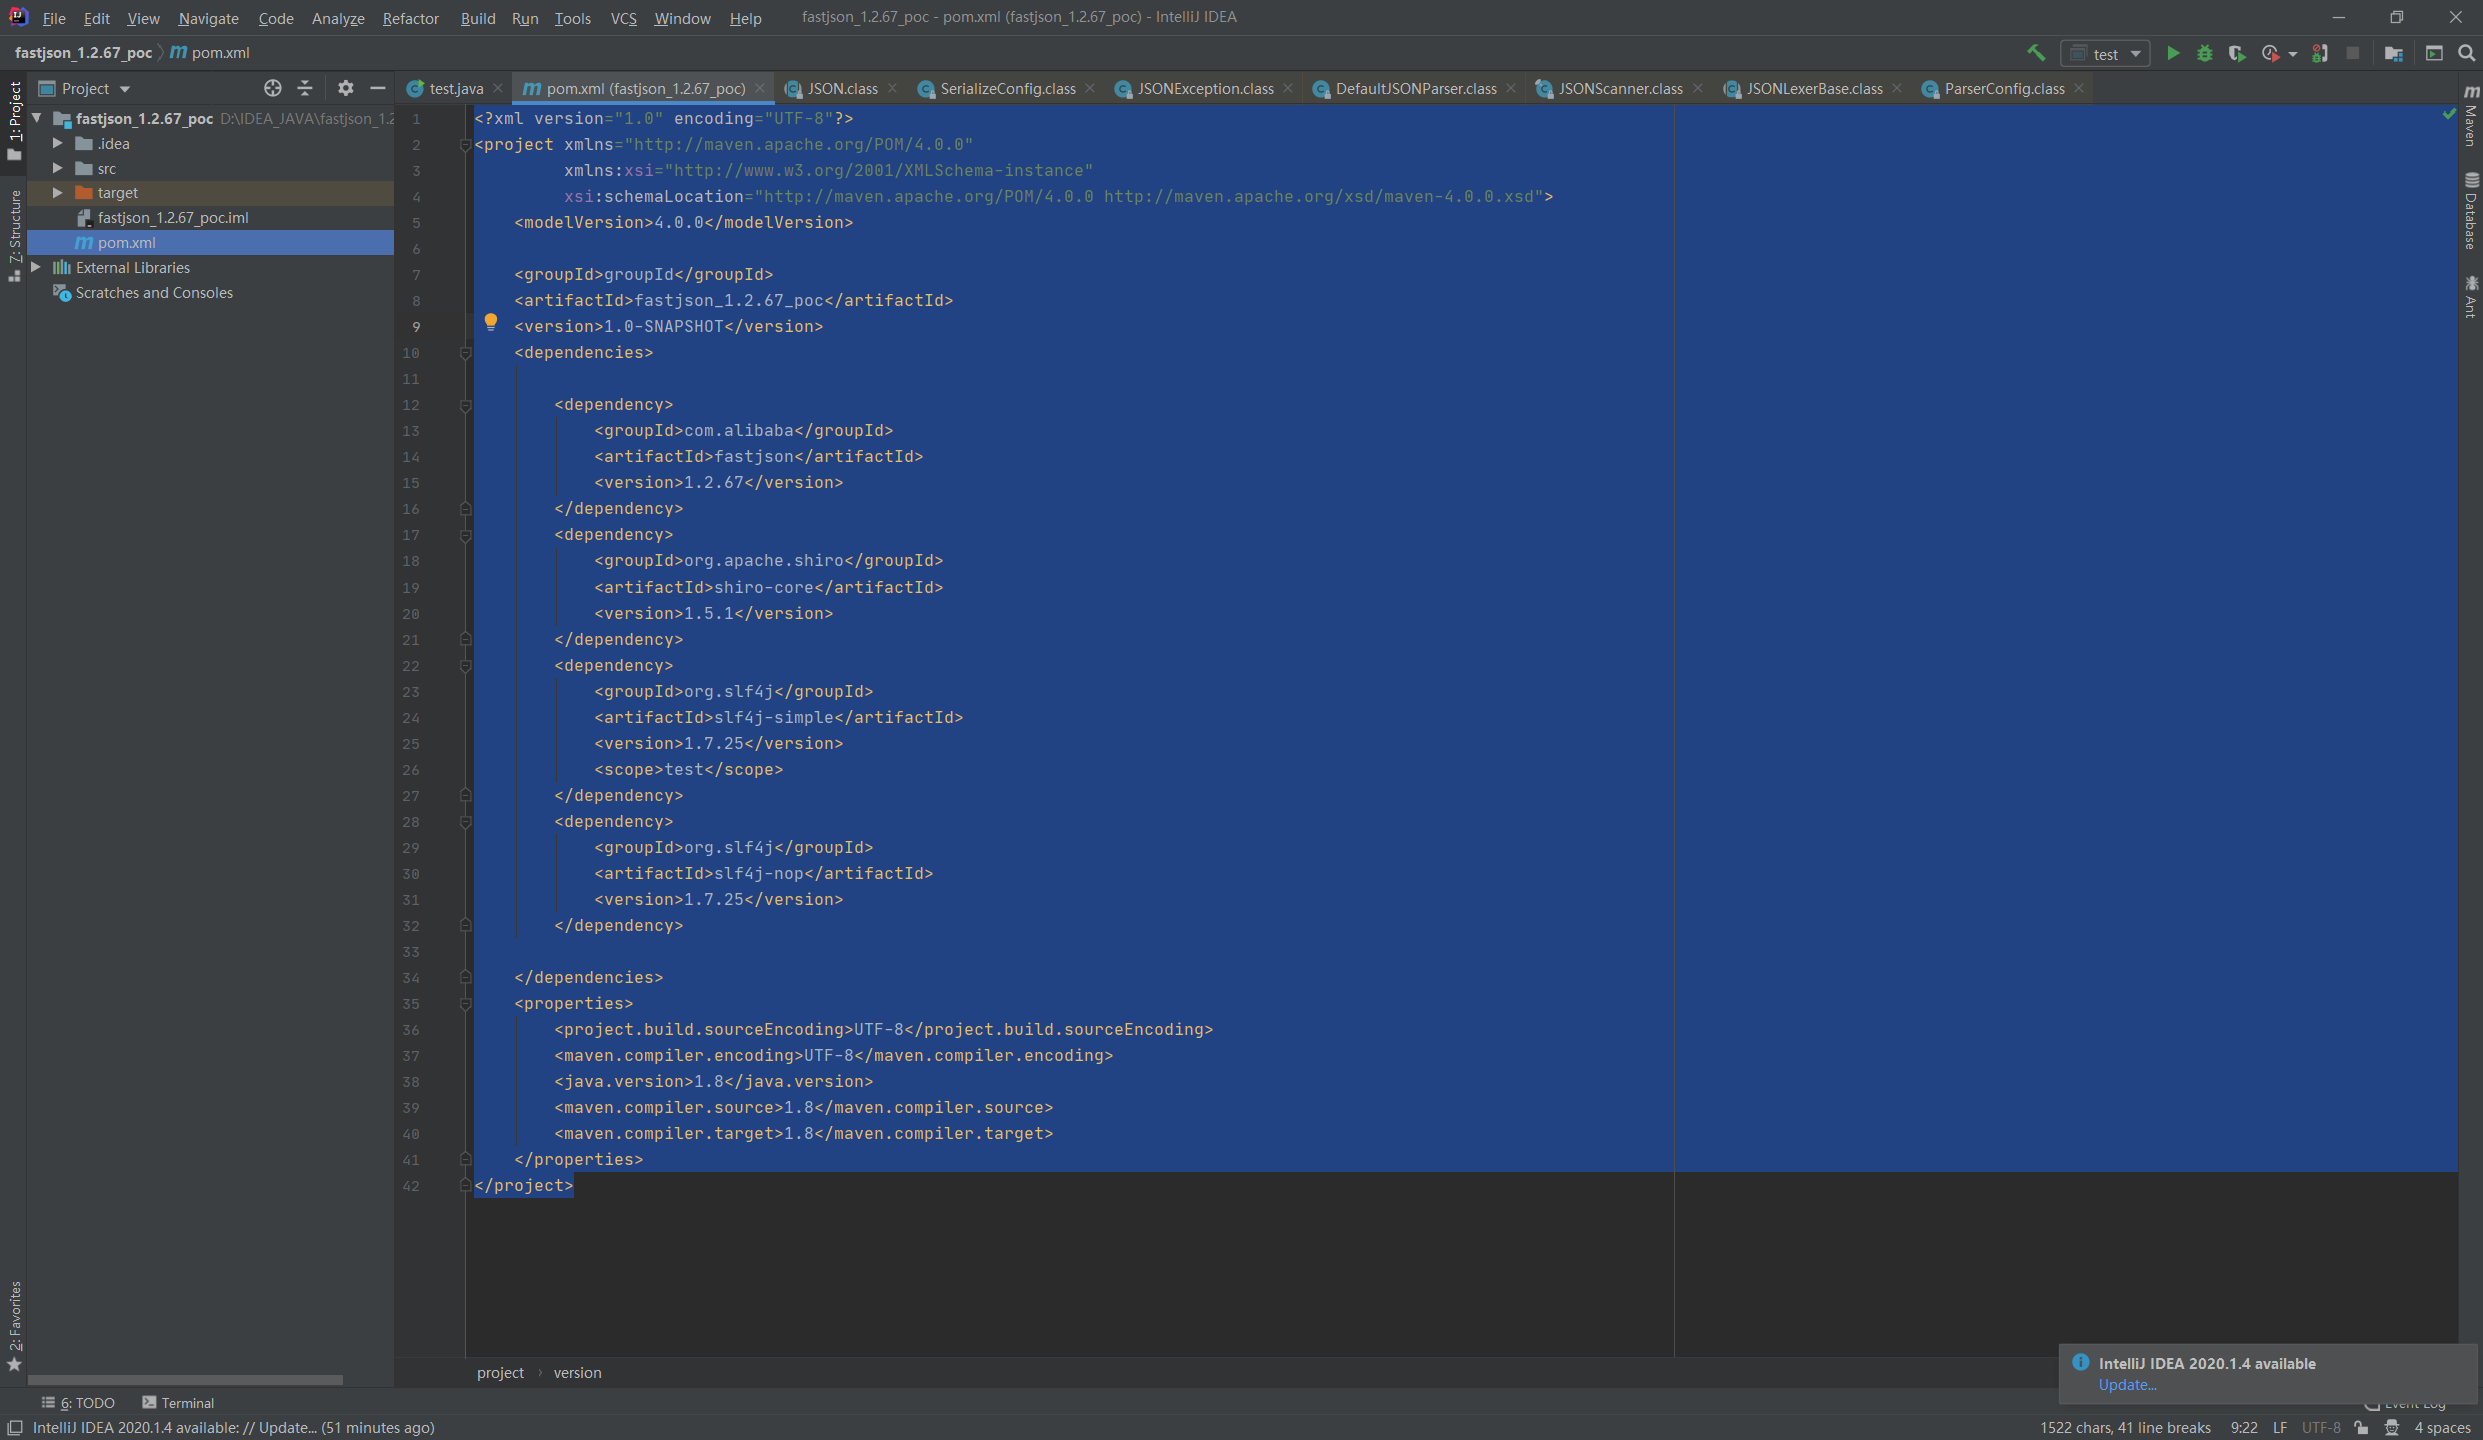 File Edit View Navigate Code Analyze Refactor Build Run Tools VCS Window Help fastjson_1.2.67_poc - pom.xml (fastjson_1.2.67_poc) - IntelliJ IDEA
fastjson_1.2.67_poc pom.xml
test
1: Project
7: Structure
2: Favorites
Project
fastjson_1.2.67_poc D:\IDEA_JAVA\fastjson_1.2
.idea
src
target
fastjson_1.2.67_poc.iml
pom.xml
External Libraries
Scratches and Consoles
test.java pom.xml (fastjson_1.2.67_poc) JSON.class SerializeConfig.class JSONException.class DefaultJSONParser.class JSONScanner.class JSONLexerBase.class ParserConfig.class
1 <?xml version="1.0" encoding="UTF-8"?>
2 <project xmlns="http://maven.apache.org/POM/4.0.0"
3 xmlns:xsi="http://www.w3.org/2001/XMLSchema-instance"
4 xsi:schemaLocation="http://maven.apache.org/POM/4.0.0 http://maven.apache.org/xsd/maven-4.0.0.xsd">
5 <modelVersion>4.0.0</modelVersion>
6
7 <groupId>groupId</groupId>
8 <artifactId>fastjson_1.2.67_poc</artifactId>
9 <version>1.0-SNAPSHOT</version>
10 <dependencies>
11
12 <dependency>
13 <groupId>com.alibaba</groupId>
14 <artifactId>fastjson</artifactId>
15 <version>1.2.67</version>
16 </dependency>
17 <dependency>
18 <groupId>org.apache.shiro</groupId>
19 <artifactId>shiro-core</artifactId>
20 <version>1.5.1</version>
21 </dependency>
22 <dependency>
23 <groupId>org.slf4j</groupId>
24 <artifactId>slf4j-simple</artifactId>
25 <version>1.7.25</version>
26 <scope>test</scope>
27 </dependency>
28 <dependency>
29 <groupId>org.slf4j</groupId>
30 <artifactId>slf4j-nop</artifactId>
31 <version>1.7.25</version>
32 </dependency>
33
34 </dependencies>
35 <properties>
36 <project.build.sourceEncoding>UTF-8</project.build.sourceEncoding>
37 <maven.compiler.encoding>UTF-8</maven.compiler.encoding>
38 <java.version>1.8</java.version>
39 <maven.compiler.source>1.8</maven.compiler.source>
40 <maven.compiler.target>1.8</maven.compiler.target>
41 </properties>
42 </project>
Maven
Database
Ant
project › version
IntelliJ IDEA 2020.1.4 available
Update...
6: TODO Terminal Event Log
IntelliJ IDEA 2020.1.4 available: // Update... (51 minutes ago) 1522 chars, 41 line breaks 9:22 LF UTF-8 4 spaces